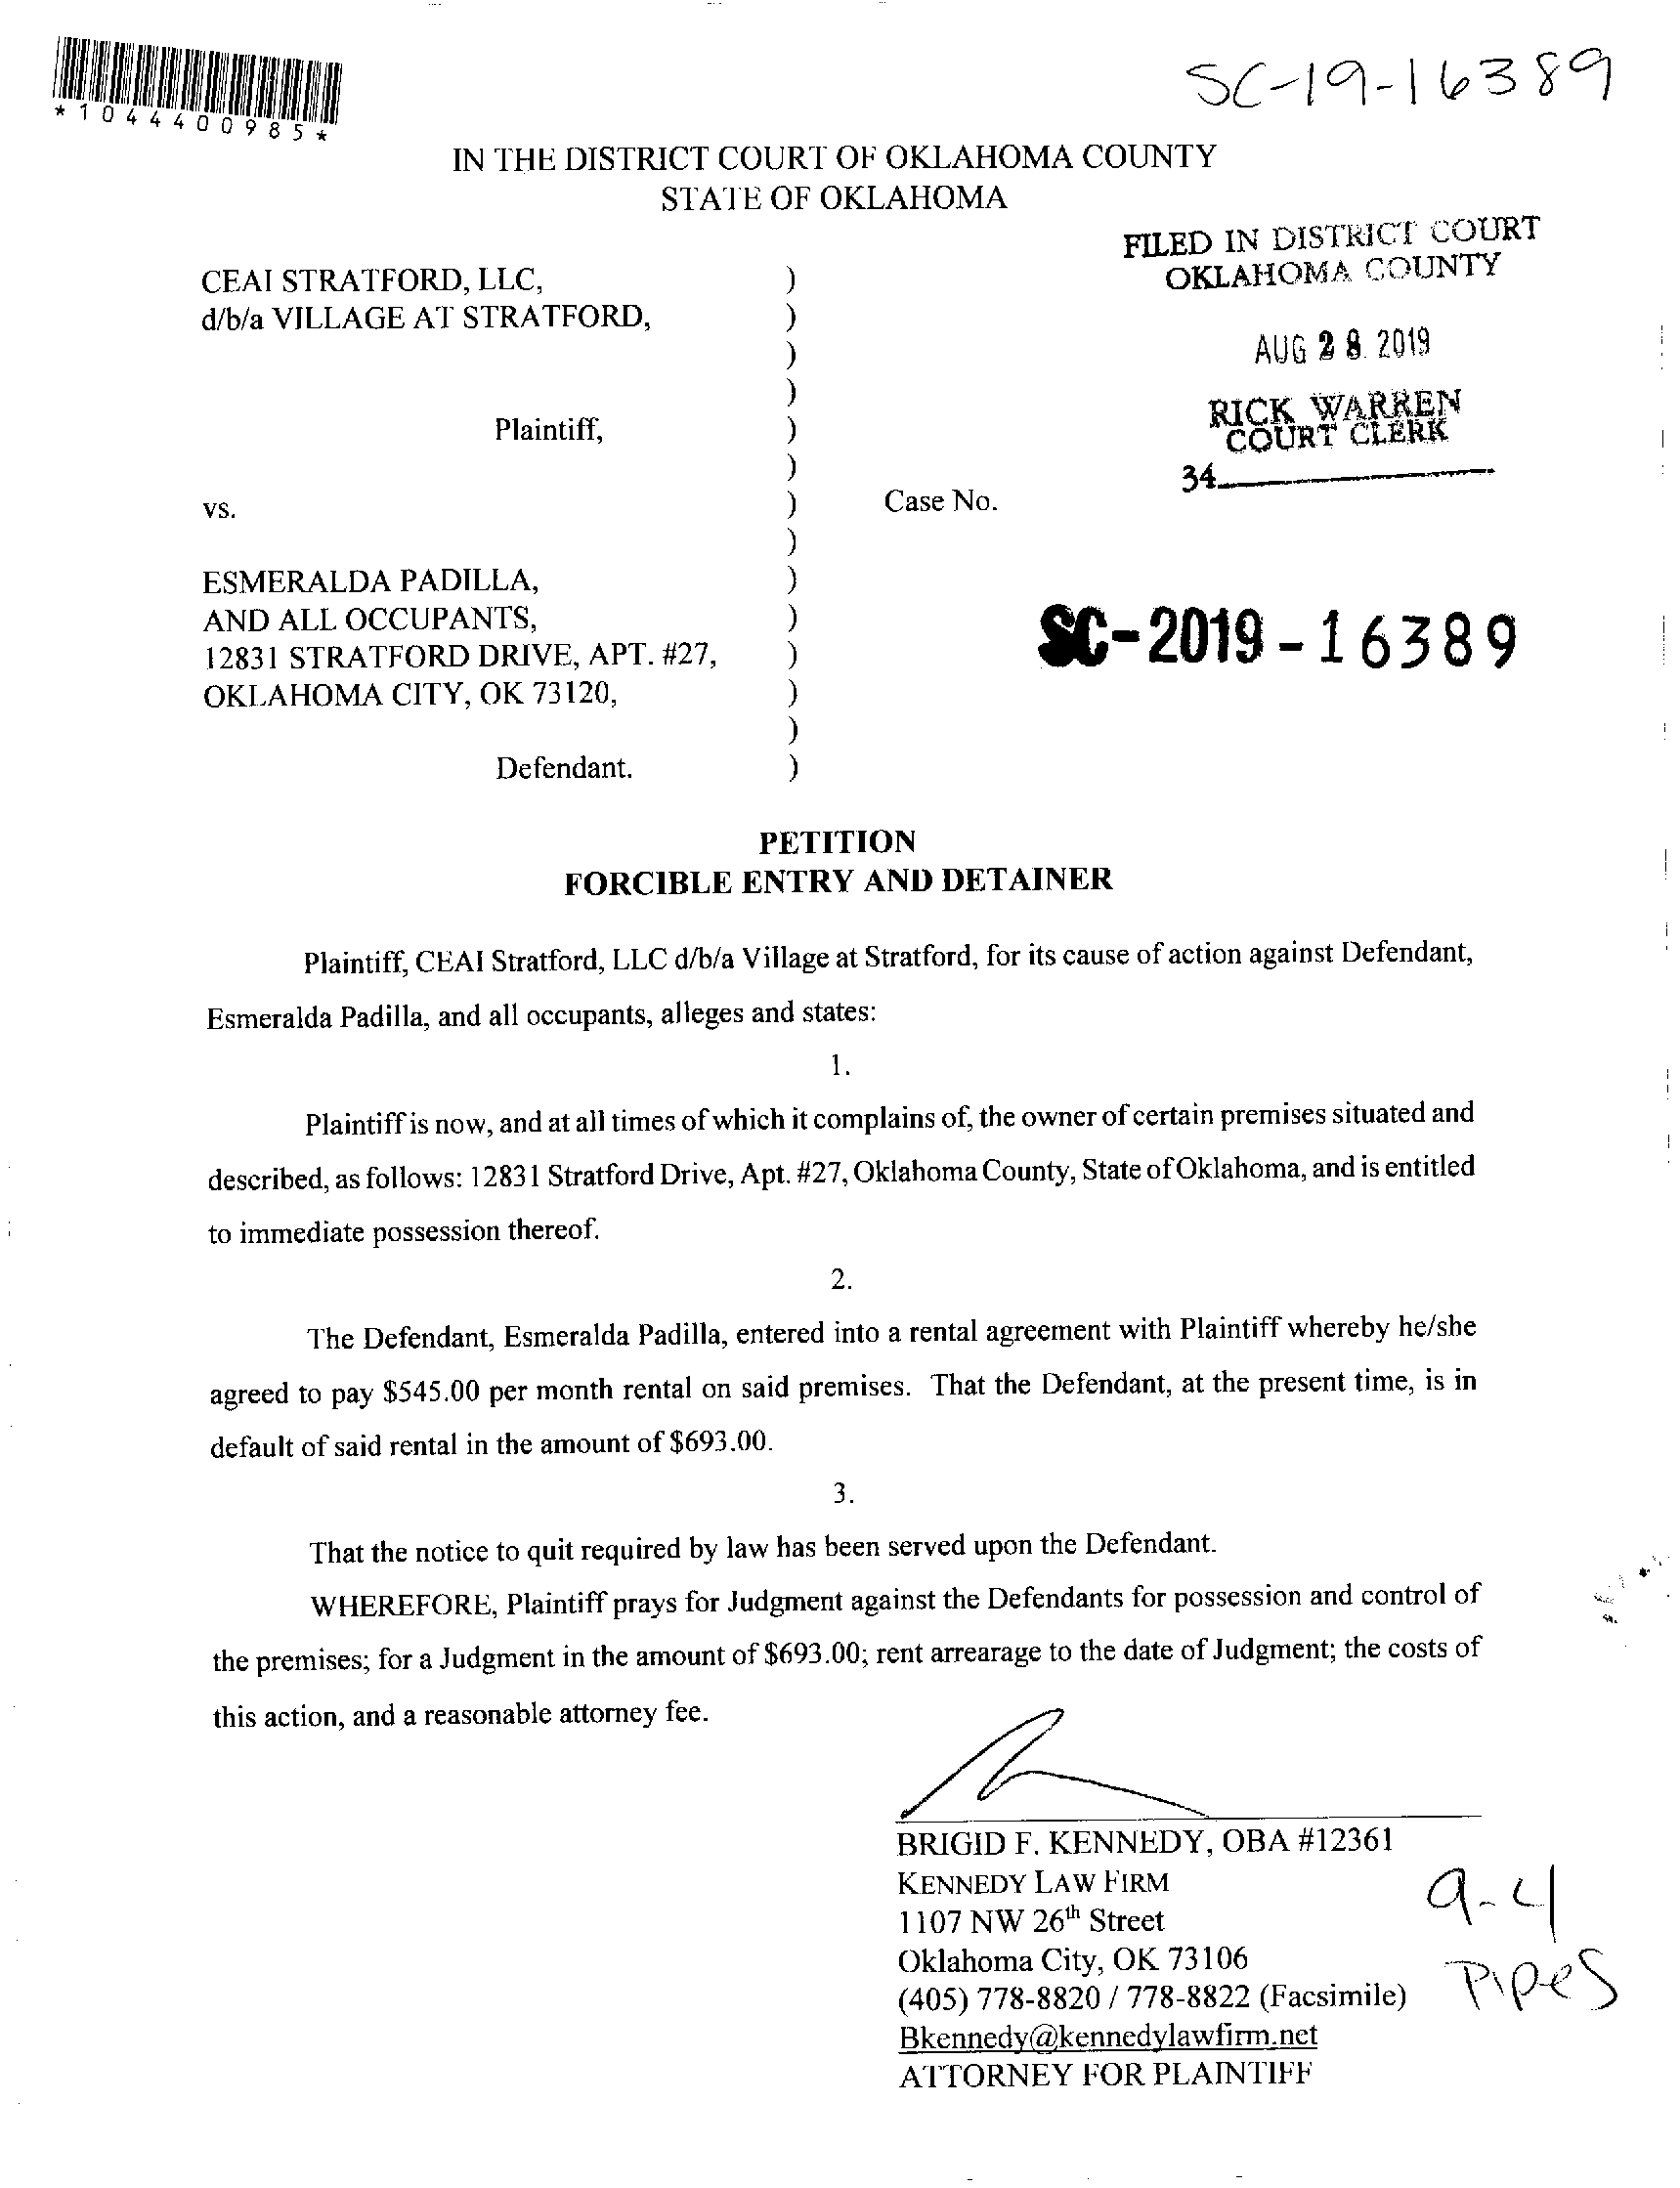 SC-19-16389
*1044400985*
IN THE DISTRICT COURT OF OKLAHOMA COUNTY
STATE OF OKLAHOMA
FILED IN DISTRICT COURT
OKLAHOMA COUNTY
AUG 28 2019
RICK WARREN
COURT CLERK
34
CEAI STRATFORD, LLC, )
d/b/a VILLAGE AT STRATFORD, )
)
)
Plaintiff, )
)
vs. ) Case No.
)
ESMERALDA PADILLA, )
AND ALL OCCUPANTS, )
12831 STRATFORD DRIVE, APT. #27, )
OKLAHOMA CITY, OK 73120, )
)
Defendant. )
SC-2019-16389
PETITION
FORCIBLE ENTRY AND DETAINER
Plaintiff, CEAI Stratford, LLC d/b/a Village at Stratford, for its cause of action against Defendant,
Esmeralda Padilla, and all occupants, alleges and states:
1.
Plaintiff is now, and at all times of which it complains of, the owner of certain premises situated and
described, as follows: 12831 Stratford Drive, Apt. #27, Oklahoma County, State of Oklahoma, and is entitled
to immediate possession thereof.
2.
The Defendant, Esmeralda Padilla, entered into a rental agreement with Plaintiff whereby he/she
agreed to pay $545.00 per month rental on said premises. That the Defendant, at the present time, is in
default of said rental in the amount of $693.00.
3.
That the notice to quit required by law has been served upon the Defendant.
WHEREFORE, Plaintiff prays for Judgment against the Defendants for possession and control of
the premises; for a Judgment in the amount of $693.00; rent arrearage to the date of Judgment; the costs of
this action, and a reasonable attorney fee.
BRIGID F. KENNEDY, OBA #12361
KENNEDY LAW FIRM
1107 NW 26th Street
Oklahoma City, OK 73106
(405) 778-8820 / 778-8822 (Facsimile)
Bkennedy@kennedylawfirm.net
ATTORNEY FOR PLAINTIFF
9-4
Pipes